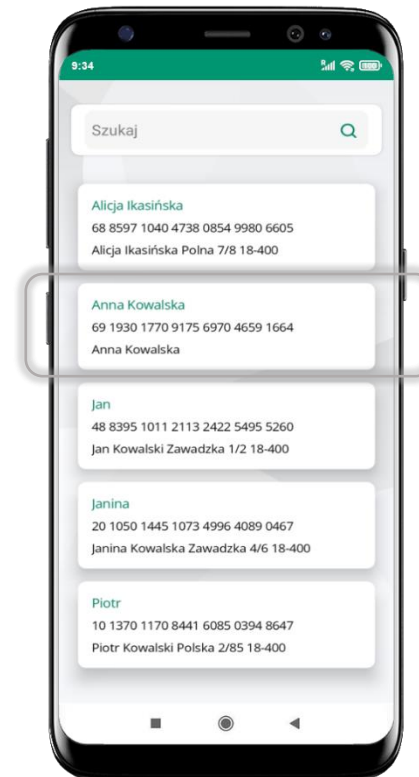 9:34
Szukaj
Alicja Ikasińska
68 8597 1040 4738 0854 9980 6605
Alicja Ikasińska Polna 7/8 18-400
Anna Kowalska
69 1930 1770 9175 6970 4659 1664
Anna Kowalska
Jan
48 8395 1011 2113 2422 5495 5260
Jan Kowalski Zawadzka 1/2 18-400
Janina
20 1050 1445 1073 4996 4089 0467
Janina Kowalska Zawadzka 4/6 18-400
Piotr
10 1370 1170 8441 6085 0394 8647
Piotr Kowalski Polska 2/85 18-400